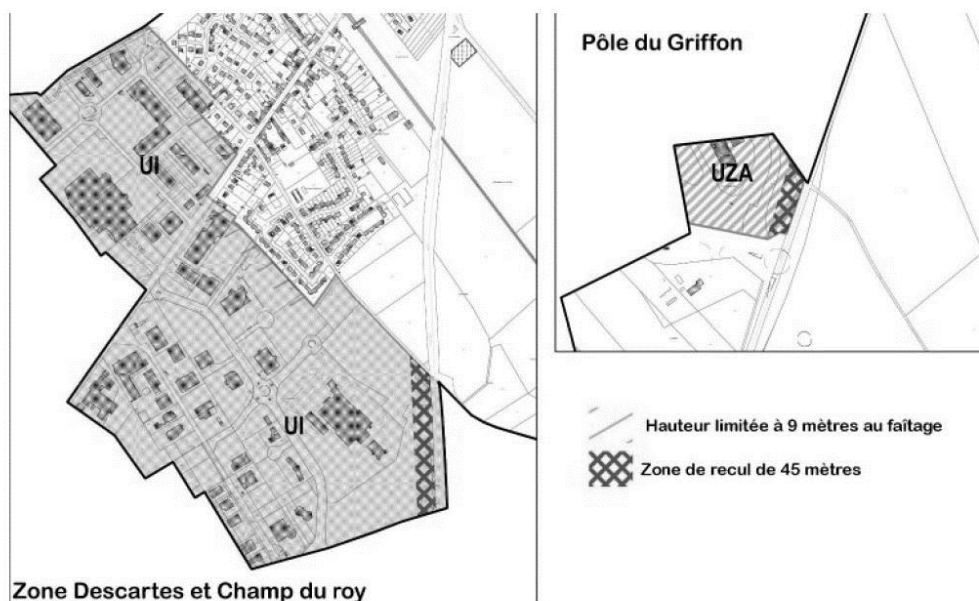 Pôle du Griffon
UI
UZA
UI
Hauteur limitée à 9 mètres au faîtage
Zone de recul de 45 mètres
Zone Descartes et Champ du roy